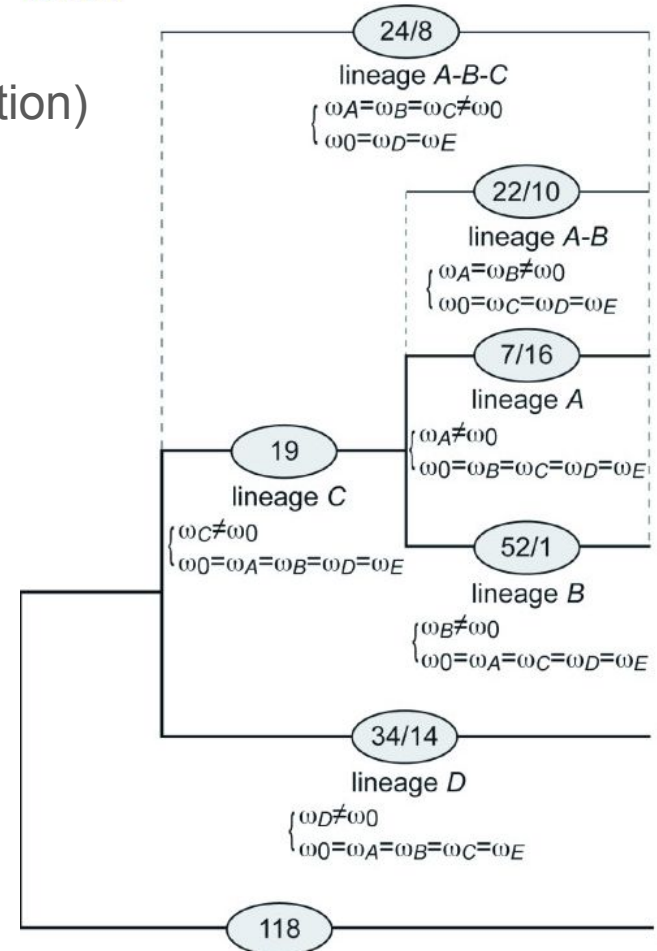 24/8
lineage A-B-C
tion)
ωA=ωB=ωC≠ω0
ω0=ωD=ωE
22/10
lineage A-B
ωA=ωB≠ω0
ω0=ωC=ωD=ωE
7/16
lineage A
ωA≠ω0
ω0=ωB=ωC=ωD=ωE
19
lineage C
ωC≠ω0
ω0=ωA=ωB=ωD=ωE
52/1
lineage B
ωB≠ω0
ω0=ωA=ωC=ωD=ωE
34/14
lineage D
ωD≠ω0
ω0=ωA=ωB=ωC=ωE
118